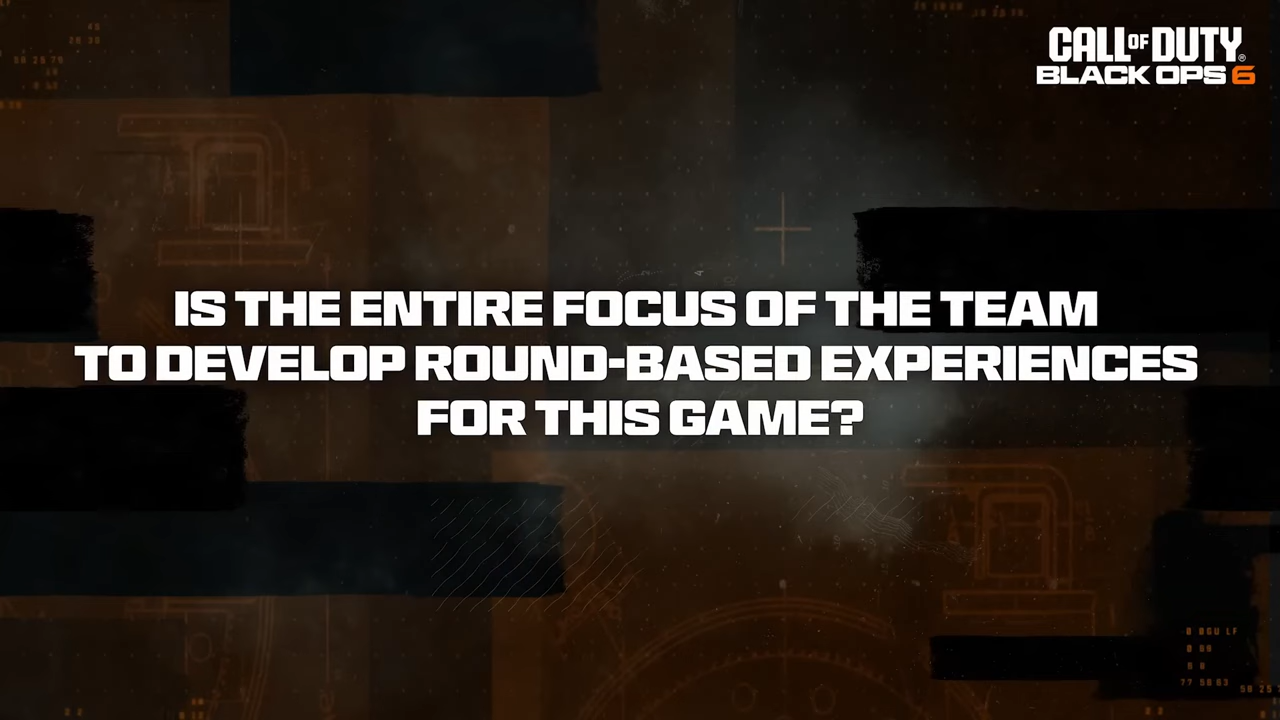 CALL OF DUTY®
BLACK OPS 6
IS THE ENTIRE FOCUS OF THE TEAM
TO DEVELOP ROUND-BASED EXPERIENCES
FOR THIS GAME?